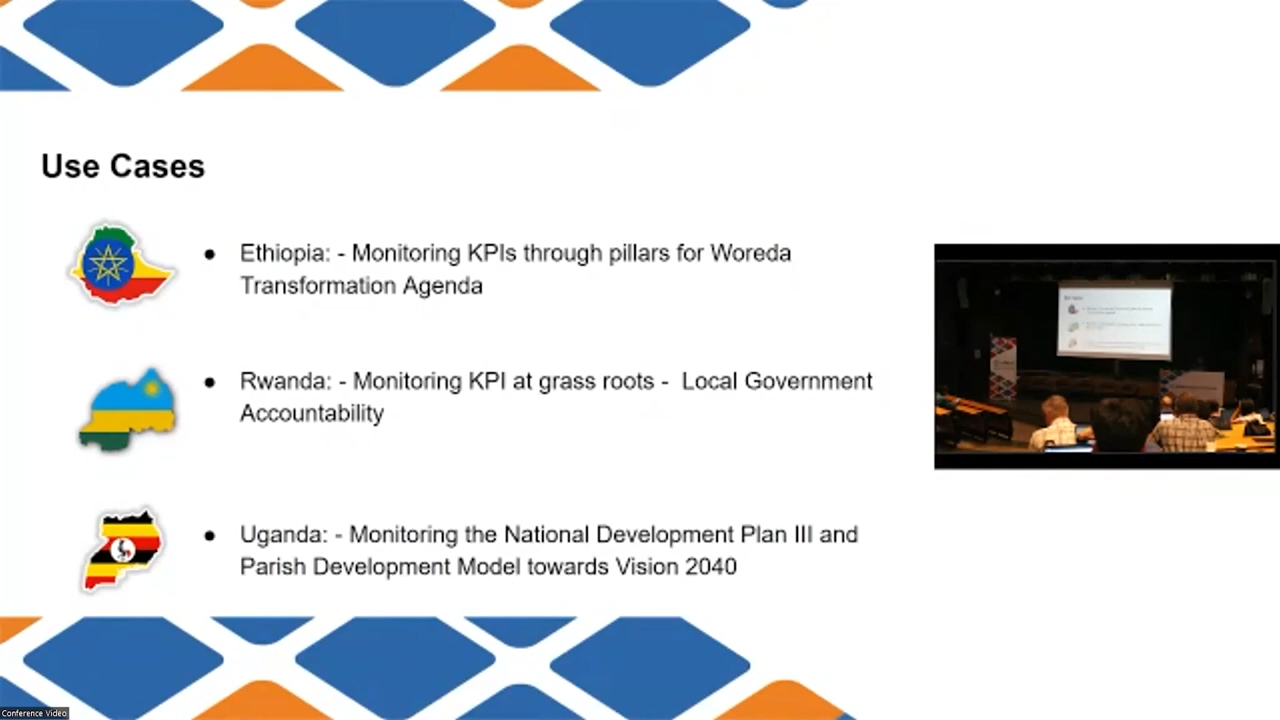 Use Cases
● Ethiopia: - Monitoring KPIs through pillars for Woreda
Transformation Agenda
● Rwanda: - Monitoring KPI at grass roots - Local Government
Accountability
● Uganda: - Monitoring the National Development Plan III and
Parish Development Model towards Vision 2040
Conference Video